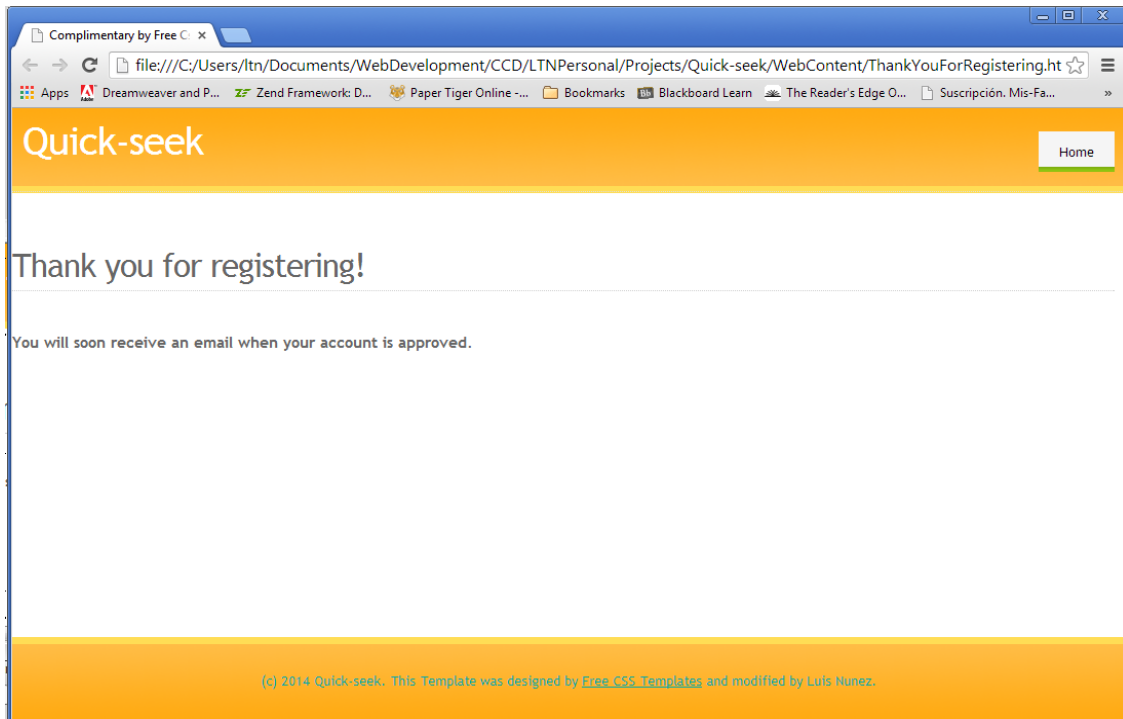 Complimentary by Free C
file:///C:/Users/ltn/Documents/WebDevelopment/CCD/LTNPersonal/Projects/Quick-seek/WebContent/ThankYouForRegistering.ht
Apps Dreamweaver and P... Zend Framework: D... Paper Tiger Online -... Bookmarks Blackboard Learn The Reader's Edge O... Suscripción. Mis-Fa... »
Quick-seek
Home
Thank you for registering!
You will soon receive an email when your account is approved.
(c) 2014 Quick-seek. This Template was designed by Free CSS Templates and modified by Luis Nunez.